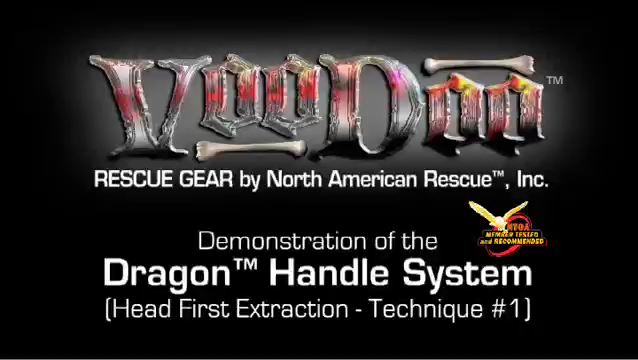 VooDoo™
RESCUE GEAR by North American Rescue™, Inc.
NTOA
MEMBER TESTED
and RECOMMENDED
Demonstration of the
Dragon™ Handle System
(Head First Extraction - Technique #1)